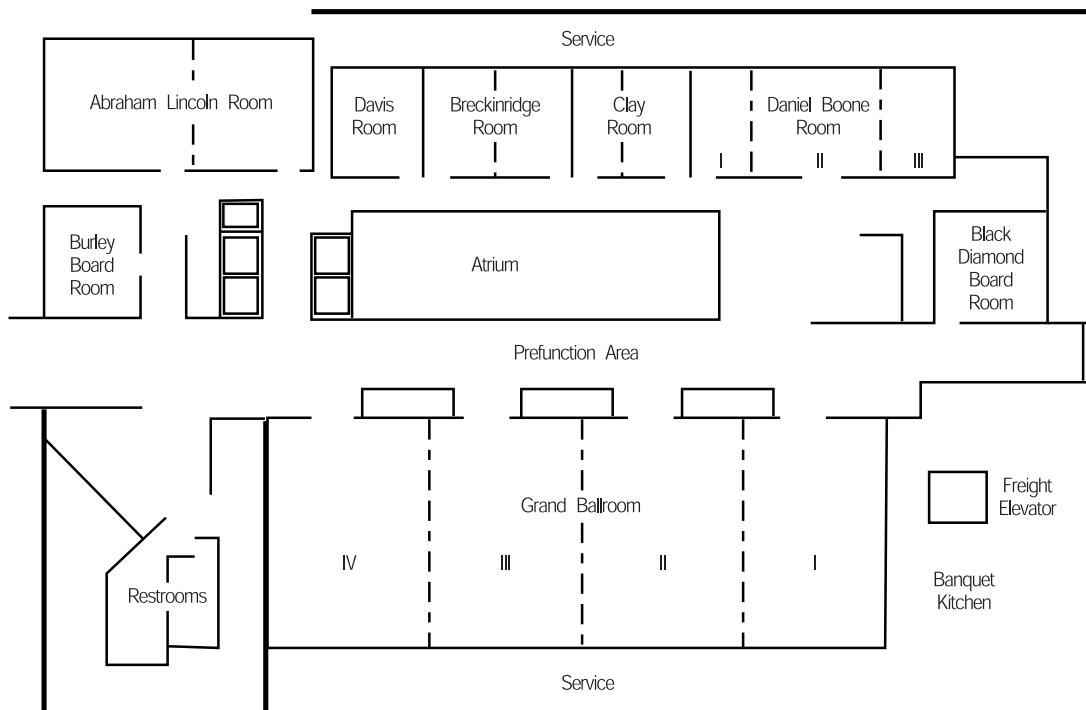 Service
Abraham Lincoln Room
Davis
Room
Breckinridge
Room
Clay
Room
Daniel Boone
Room
I
II
III
Burley
Board
Room
Atrium
Black
Diamond
Board
Room
Prefunction Area
Grand Ballroom
IV
III
II
I
Freight
Elevator
Restrooms
Banquet
Kitchen
Service